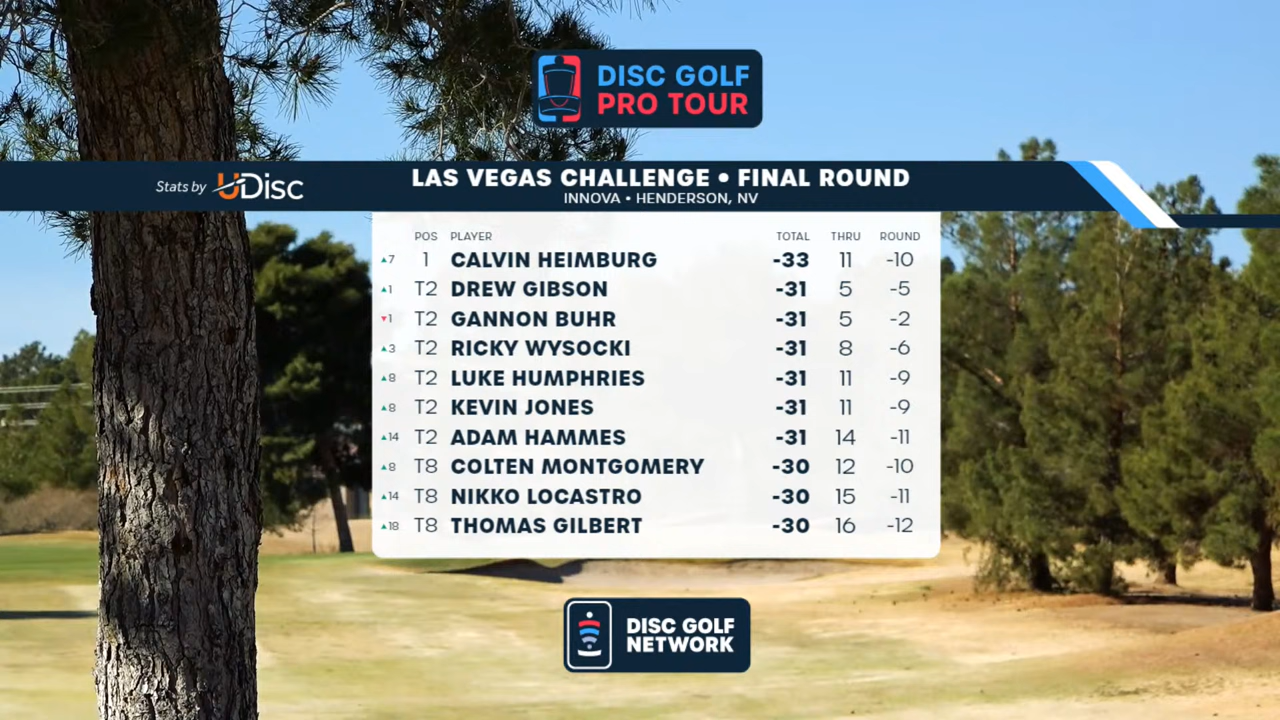 DISC GOLF
PRO TOUR
Stats by UDisc
LAS VEGAS CHALLENGE • FINAL ROUND
INNOVA • HENDERSON, NV
POS PLAYER TOTAL THRU ROUND
▲7 1 CALVIN HEIMBURG -33 11 -10
▲1 T2 DREW GIBSON -31 5 -5
▼1 T2 GANNON BUHR -31 5 -2
▲3 T2 RICKY WYSOCKI -31 8 -6
▲8 T2 LUKE HUMPHRIES -31 11 -9
▲8 T2 KEVIN JONES -31 11 -9
▲14 T2 ADAM HAMMES -31 14 -11
▲8 T8 COLTEN MONTGOMERY -30 12 -10
▲14 T8 NIKKO LOCASTRO -30 15 -11
▲18 T8 THOMAS GILBERT -30 16 -12
DISC GOLF
NETWORK